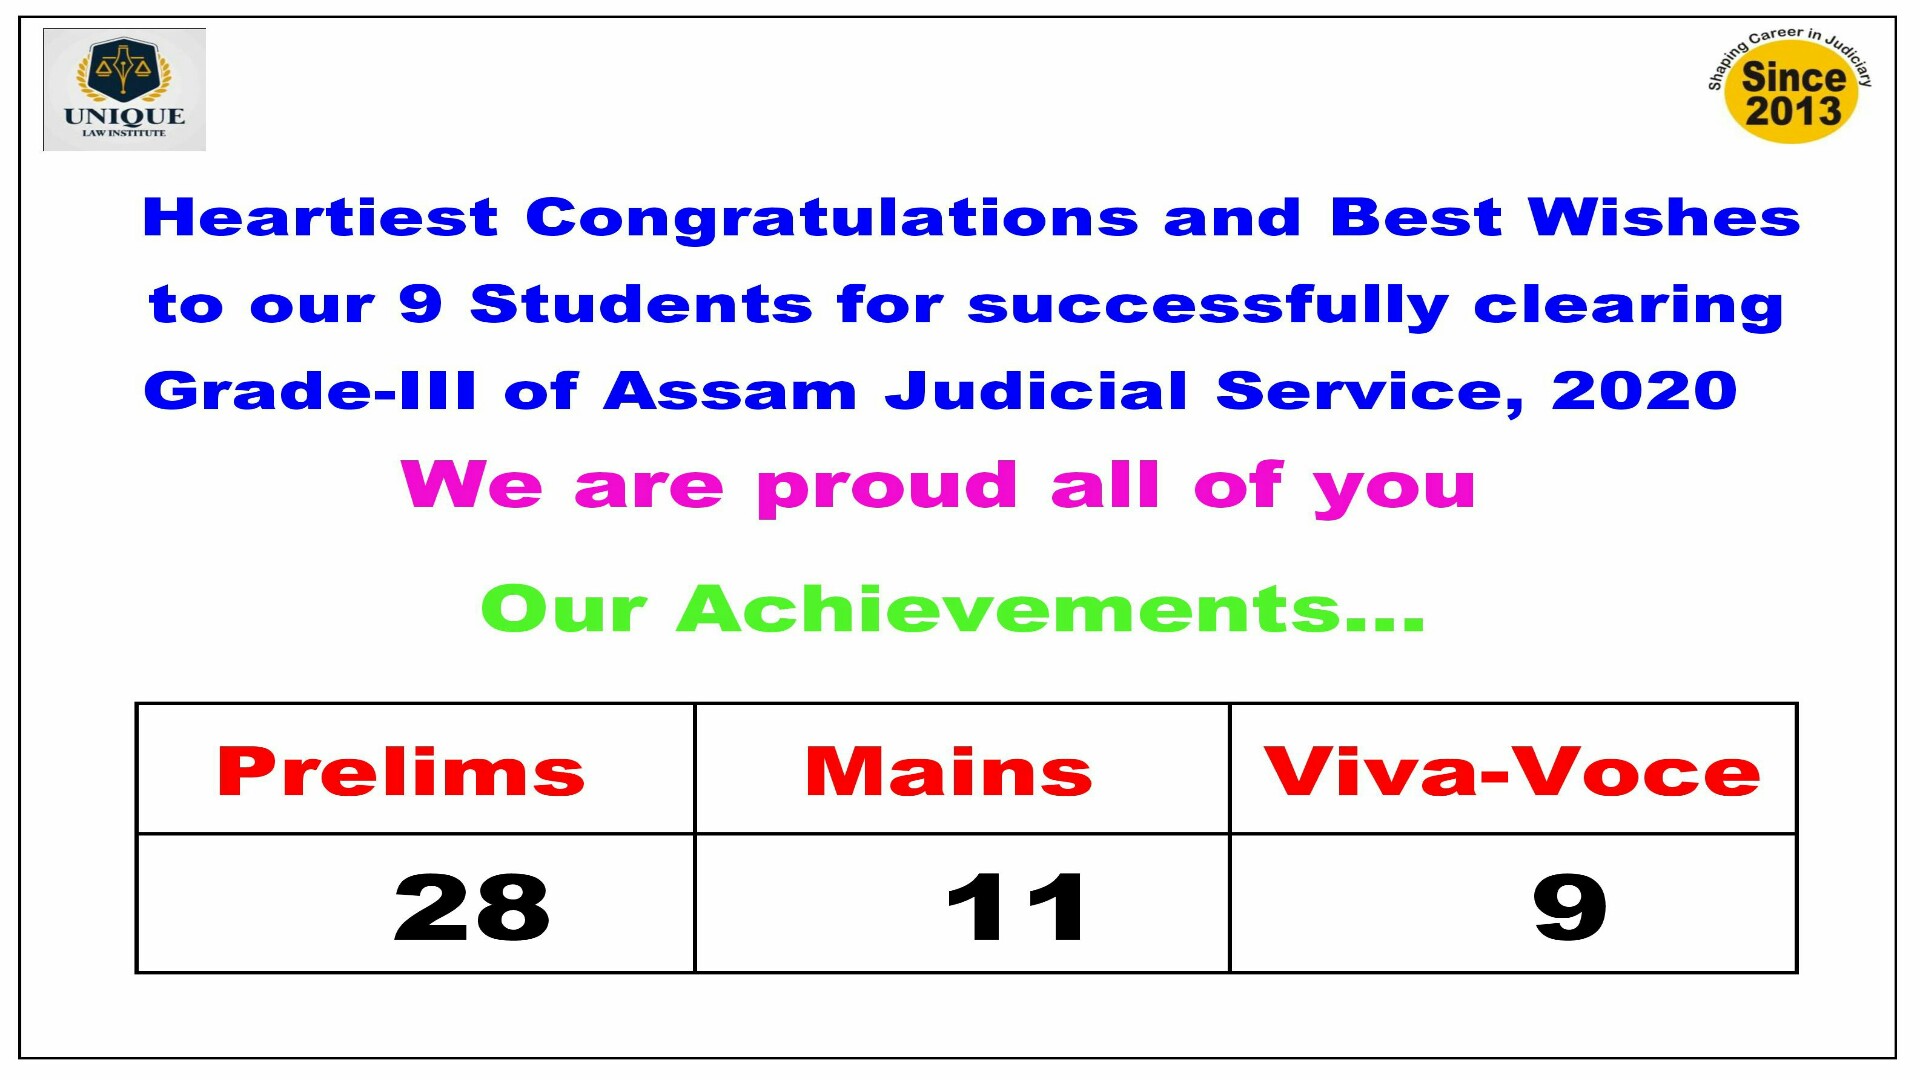 UNIQUE
LAW INSTITUTE
Shaping Career in Judiciary
Since
2013
Heartiest Congratulations and Best Wishes
to our 9 Students for successfully clearing
Grade-III of Assam Judicial Service, 2020
We are proud all of you
Our Achievements...
Prelims Mains Viva-Voce
28 11 9